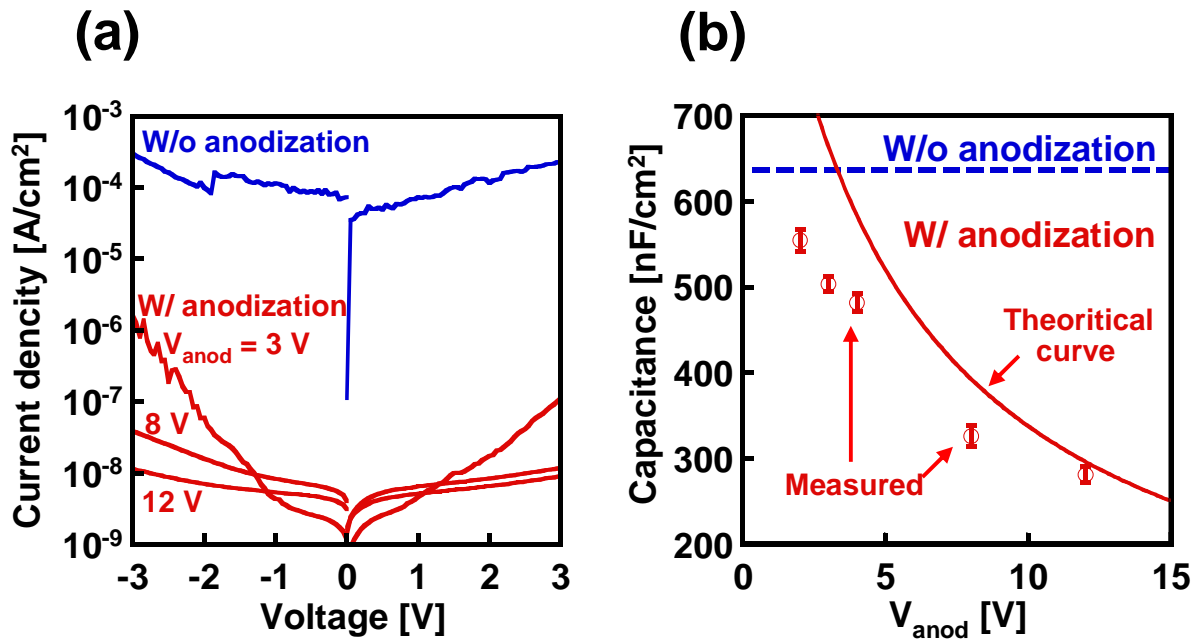 (a)
10-3
10-4
10-5
10-6
10-7
10-8
10-9
Current dencity [A/cm2]
W/o anodization
W/ anodization
Vanod = 3 V
8 V
12 V
-3
-2
-1
0
1
2
3
Voltage [V]
(b)
700
600
500
400
300
200
Capacitance [nF/cm2]
W/o anodization
W/ anodization
Theoritical
curve
Measured
0
5
10
15
Vanod [V]